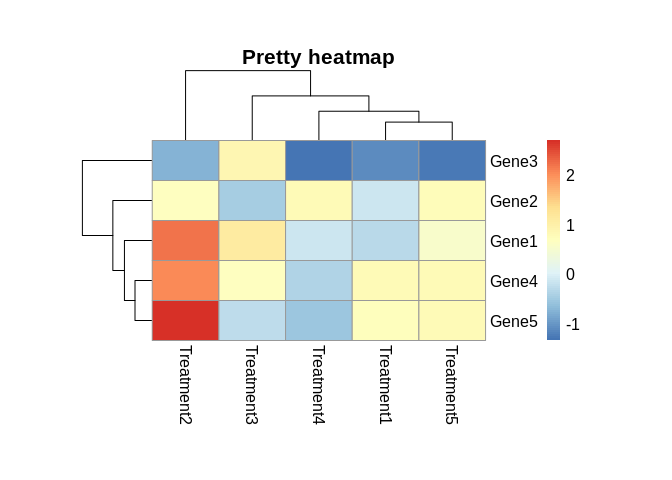 Pretty heatmap
Gene3
Gene2
Gene1
Gene4
Gene5
2
1
0
-1
Treatment2
Treatment3
Treatment4
Treatment1
Treatment5